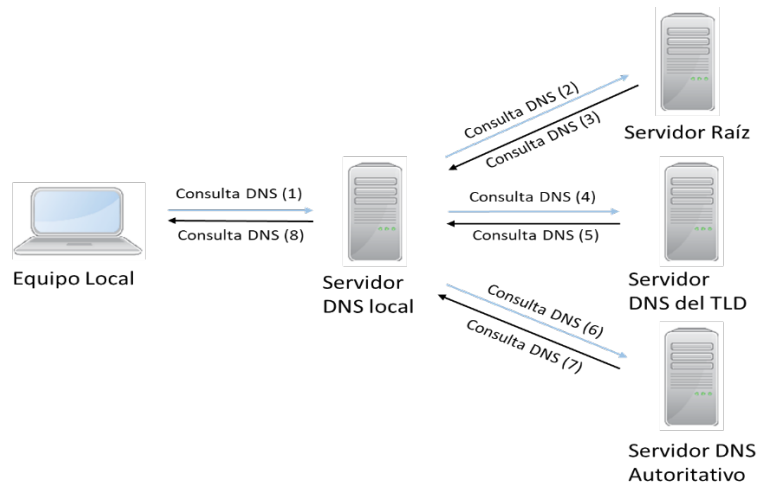 Consulta DNS (2)
Consulta DNS (3)
Servidor Raíz
Consulta DNS (1)
Consulta DNS (8)
Consulta DNS (4)
Consulta DNS (5)
Equipo Local
Servidor
DNS local
Servidor
DNS del TLD
Consulta DNS (6)
Consulta DNS (7)
Servidor DNS
Autoritativo